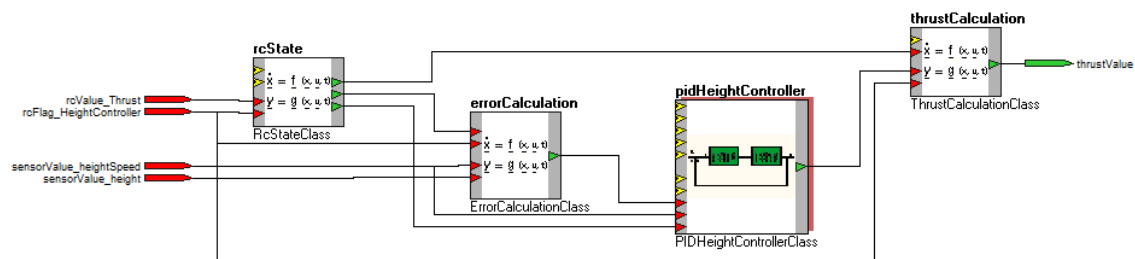 thrustCalculation
ẋ = f (x, u, t)
y = g (x, u, t)
ThrustCalculationClass
thrustValue
rcState
ẋ = f (x, u, t)
y = g (x, u, t)
RcStateClass
rcValue_Thrust
rcFlag_HeightController
errorCalculation
ẋ = f (x, u, t)
y = g (x, u, t)
ErrorCalculationClass
pidHeightController
PIDHeightControllerClass
sensorValue_heightSpeed
sensorValue_height